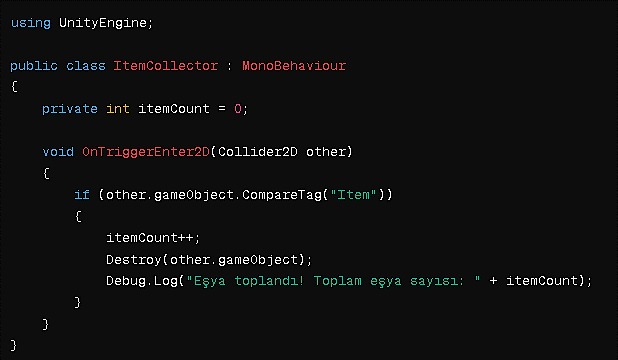 using UnityEngine;
public class ItemCollector : MonoBehaviour
{
private int itemCount = 0;
void OnTriggerEnter2D(Collider2D other)
{
if (other.gameObject.CompareTag("Item"))
{
itemCount++;
Destroy(other.gameObject);
Debug.Log("Eşya toplandı! Toplam eşya sayısı: " + itemCount);
}
}
}